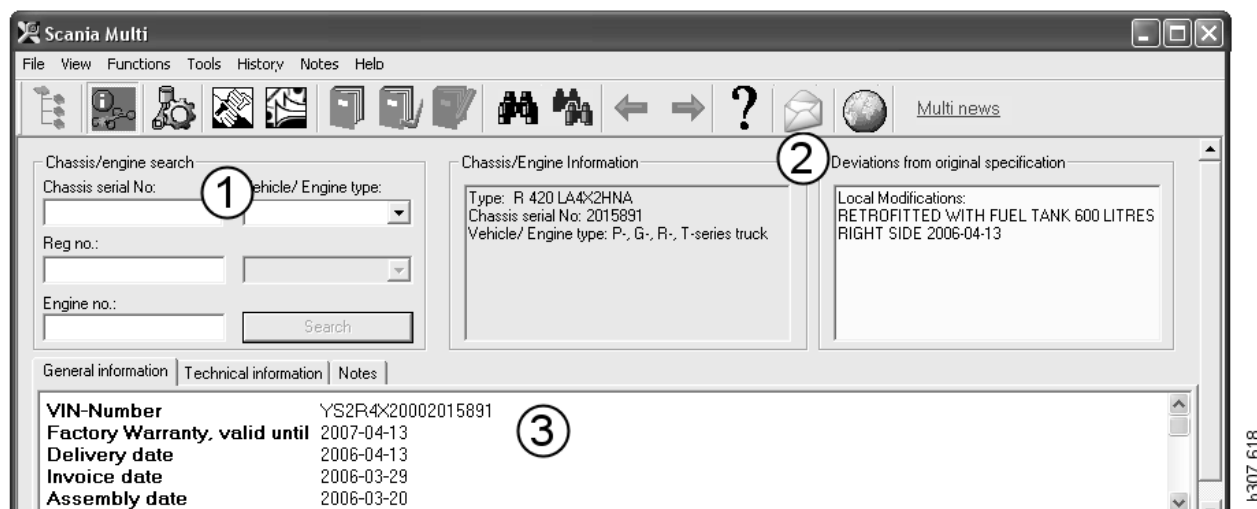 Scania Multi
File View Functions Tools History Notes Help
Multi news
Chassis/engine search
Chassis serial No:
1
Vehicle/ Engine type:
Reg no.:
Engine no.:
Search
Chassis/Engine Information
Type: R 420 LA4X2HNA
Chassis serial No: 2015891
Vehicle/ Engine type: P-, G-, R-, T-series truck
2
Deviations from original specification
Local Modifications:
RETROFITTED WITH FUEL TANK 600 LITRES
RIGHT SIDE 2006-04-13
General information Technical information Notes
VIN-Number YS2R4X20002015891
3
Factory Warranty, valid until 2007-04-13
Delivery date 2006-04-13
Invoice date 2006-03-29
Assembly date 2006-03-20
b307 618